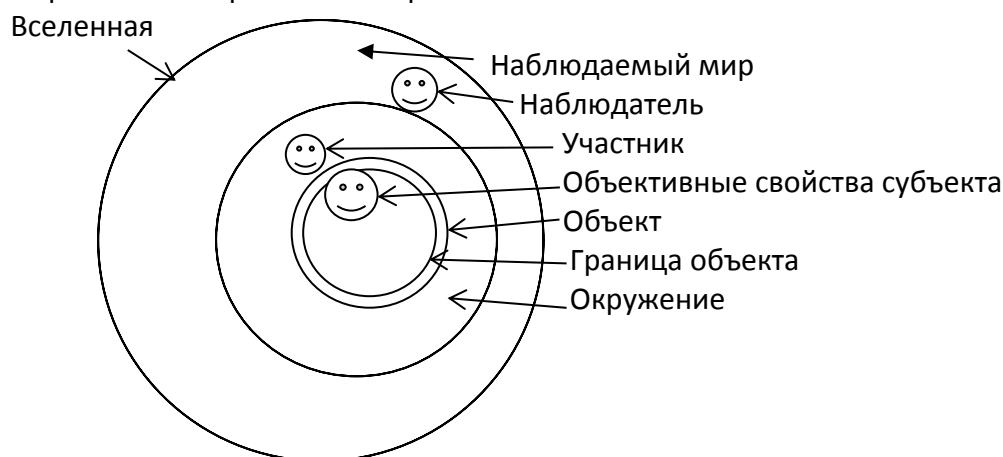 Вселенная
Наблюдаемый мир
Наблюдатель
Участник
Объективные свойства субъекта
Объект
Граница объекта
Окружение